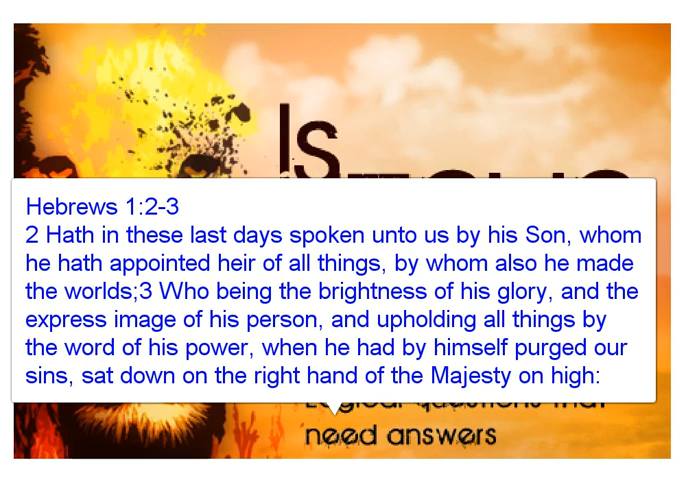 Is
Hebrews 1:2-3
2 Hath in these last days spoken unto us by his Son, whom
he hath appointed heir of all things, by whom also he made
the worlds;3 Who being the brightness of his glory, and the
express image of his person, and upholding all things by
the word of his power, when he had by himself purged our
sins, sat down on the right hand of the Majesty on high:
Logical questions that
need answers